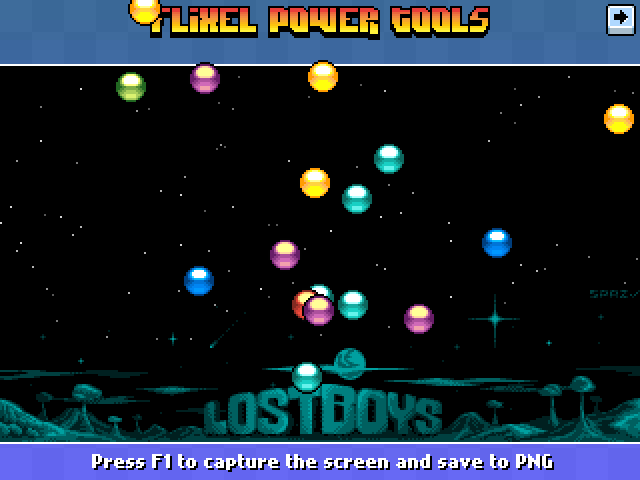 FLIXEL POWER TOOLS
LOSTBOYS
Press F1 to capture the screen and save to PNG